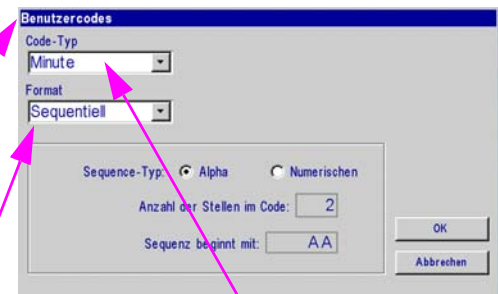 Benutzercodes
Code-Typ
Minute
Format
Sequentiell
Sequence-Typ: Alpha Numerischen
Anzahl der Stellen im Code: 2
Sequenz beginnt mit: AA
OK
Abbrechen